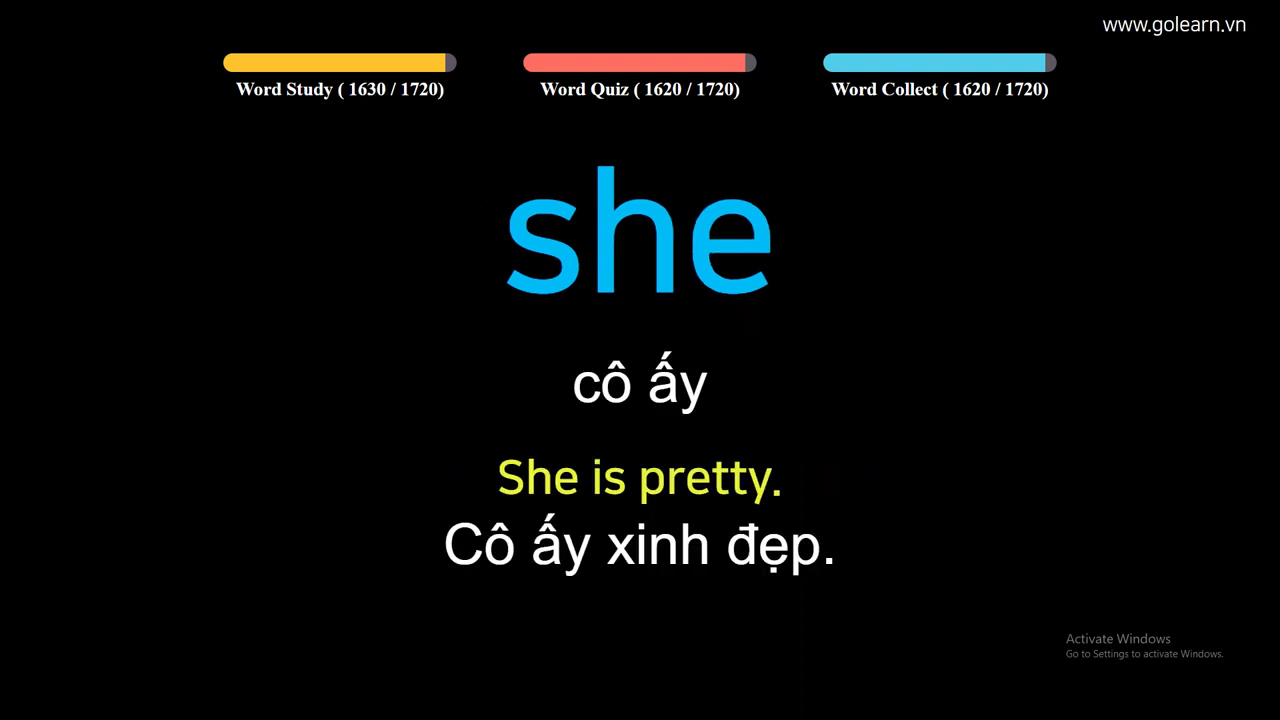 www.golearn.vn
Word Study ( 1630 / 1720)
Word Quiz ( 1620 / 1720)
Word Collect ( 1620 / 1720)
she
cô ấy
She is pretty.
Cô ấy xinh đẹp.
Activate Windows
Go to Settings to activate Windows.